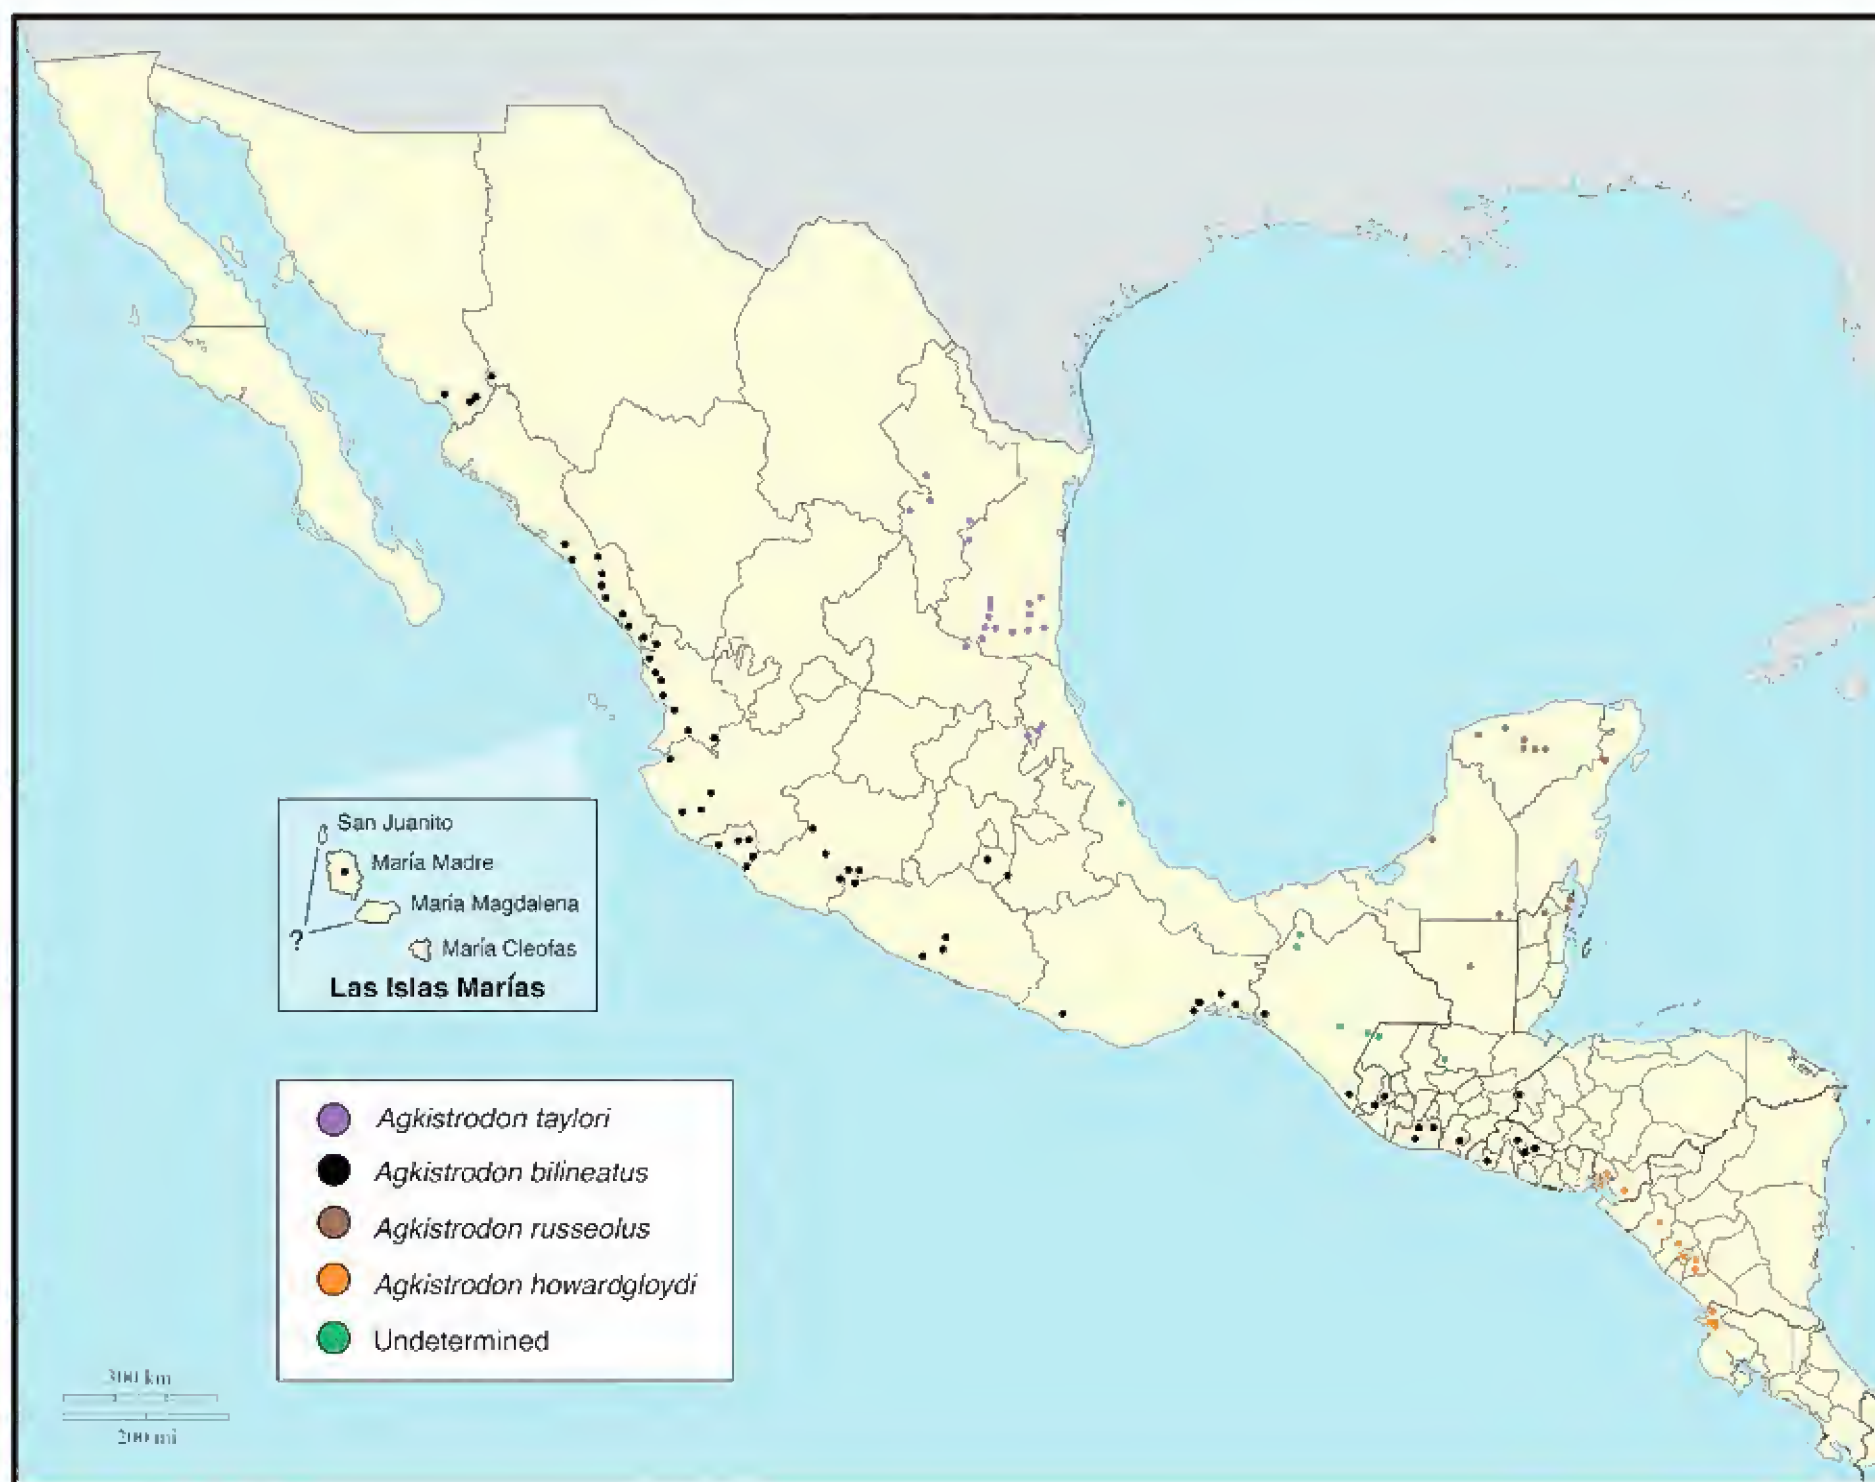 San Juanito
María Madre
María Magdalena
?
María Cleofas
Las Islas Marías
Agkistrodon taylori
Agkistrodon bilineatus
Agkistrodon russeolus
Agkistrodon howardgloydi
Undetermined
300 km
200 mi